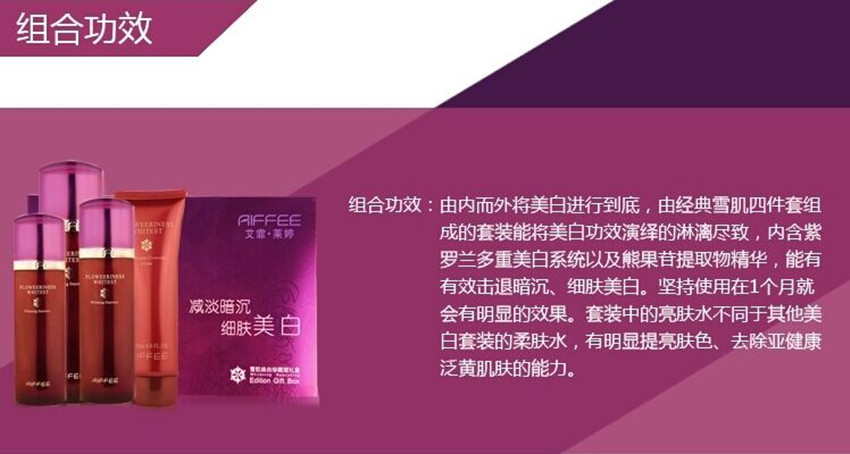 组合功效
组合功效：由内而外将美白进行到底，由经典雪肌四件套组
成的套装能将美白功效演绎的淋漓尽致，内含紫
罗兰多重美白系统以及熊果苷提取物精华，能有
有效击退暗沉、细肤美白。坚持使用在1个月就
会有明显的效果。套装中的亮肤水不同于其他美
白套装的柔肤水，有明显提亮肤色、去除亚健康
泛黄肌肤的能力。
AIFFEE
艾霏·莱婷
减淡暗沉
细肤美白
Edition Gift Box
FLOWEERINESS
WHITEST
AIFFEE
FLOWEERINESS
WHITEST
AIFFEE
WHITEST